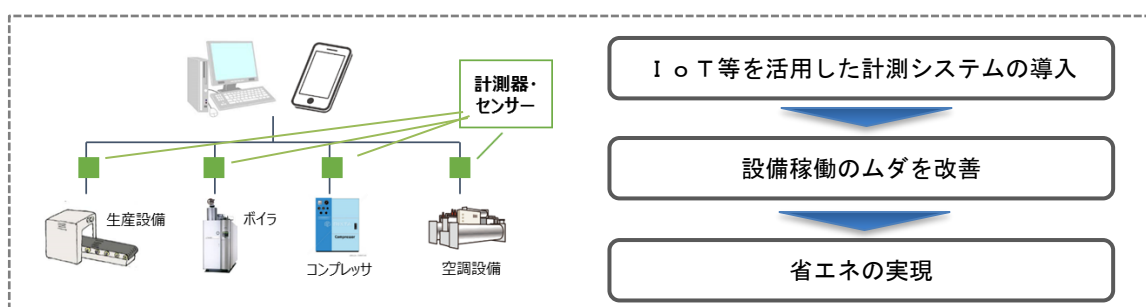 計測器・
センサー
生産設備
ボイラ
コンプレッサ
空調設備
ＩｏＴ等を活用した計測システムの導入
設備稼働のムダを改善
省エネの実現